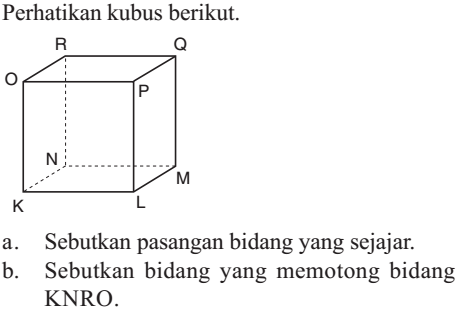 Perhatikan kubus berikut.
R Q
O P
N M
K L
a. Sebutkan pasangan bidang yang sejajar.
b. Sebutkan bidang yang memotong bidang
KNRO.